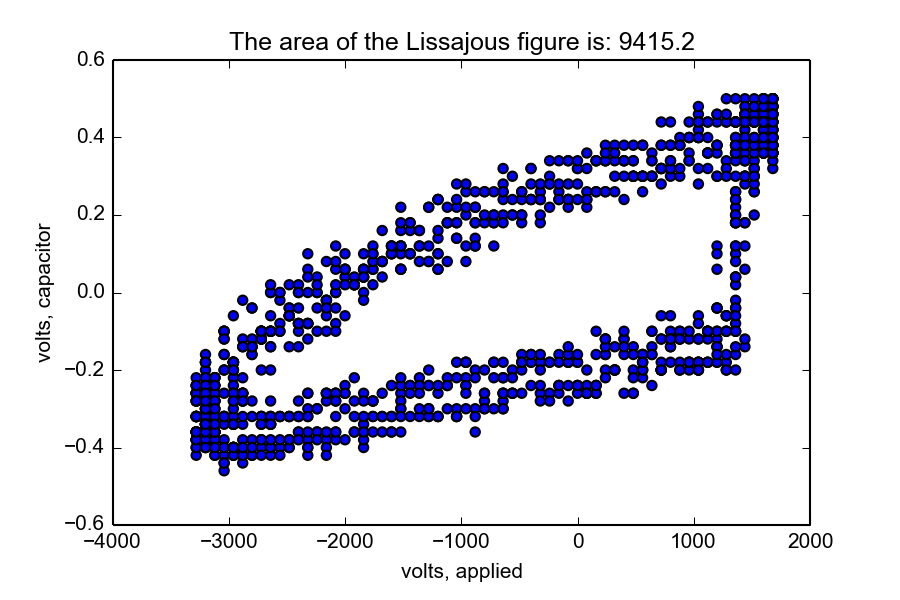 The area of the Lissajous figure is: 9415.2
0.6
0.4
0.2
0.0
−0.2
−0.4
−0.6
volts, capacitor
−4000 −3000 −2000 −1000 0 1000 2000
volts, applied